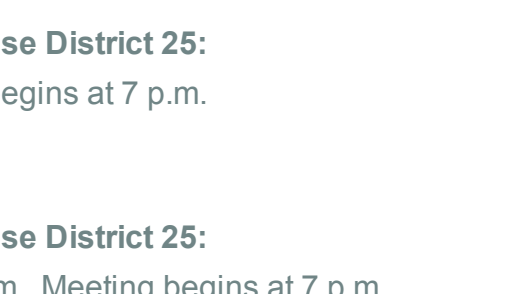 se District 25:
egins at 7 p.m.
se District 25:
m. Meeting begins at 7 p.m.